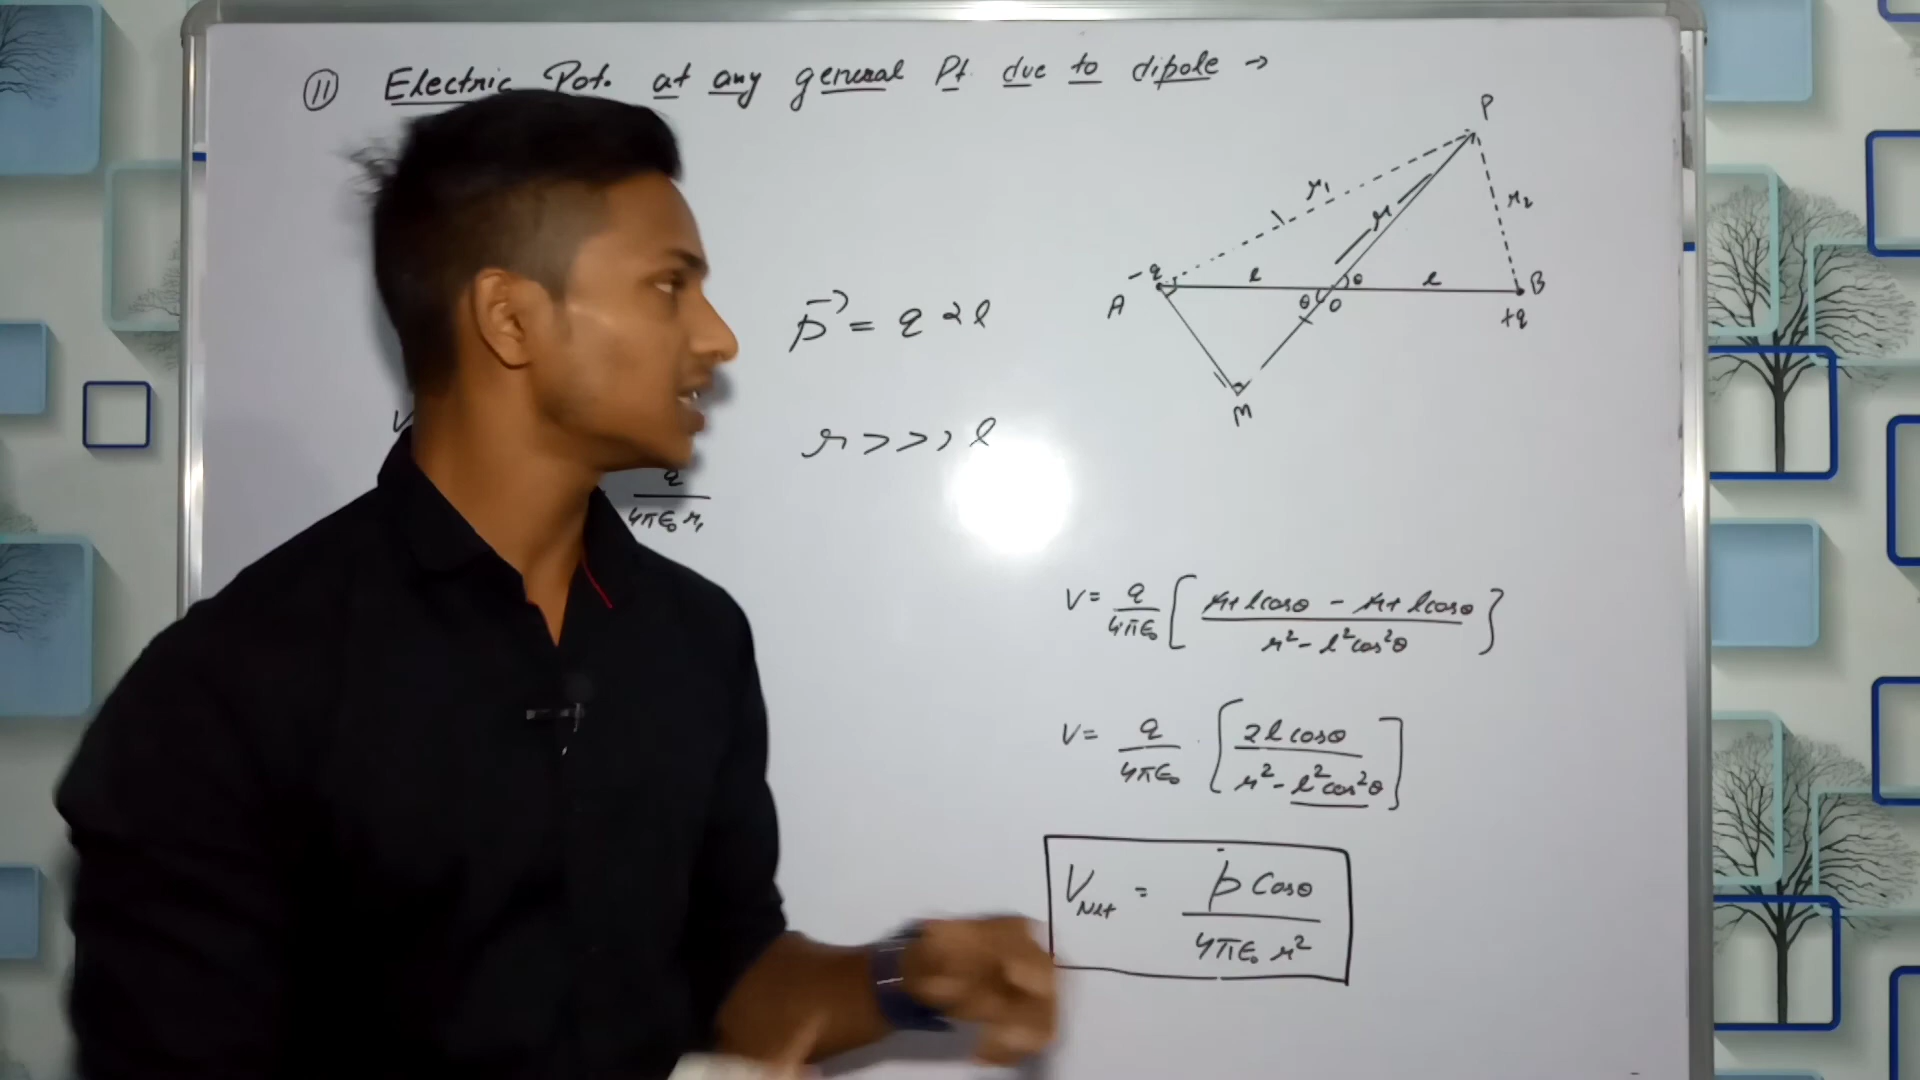 11 Electric Pot. at any general Pt. due to dipole →
P
r₁
r
r₂
-q
l
θ
l
B
A
θ
O
+q
M
p⃗ = q 2l
r >>> l
V
q
4πε₀ r₁
V = q/4πε₀ [ r+lcosθ - r+lcosθ / r² - l²cos²θ ]
V = q/4πε₀ · [ 2lcosθ / r² - l²cos²θ ]
V_Net = p Cosθ / 4πε₀ r²